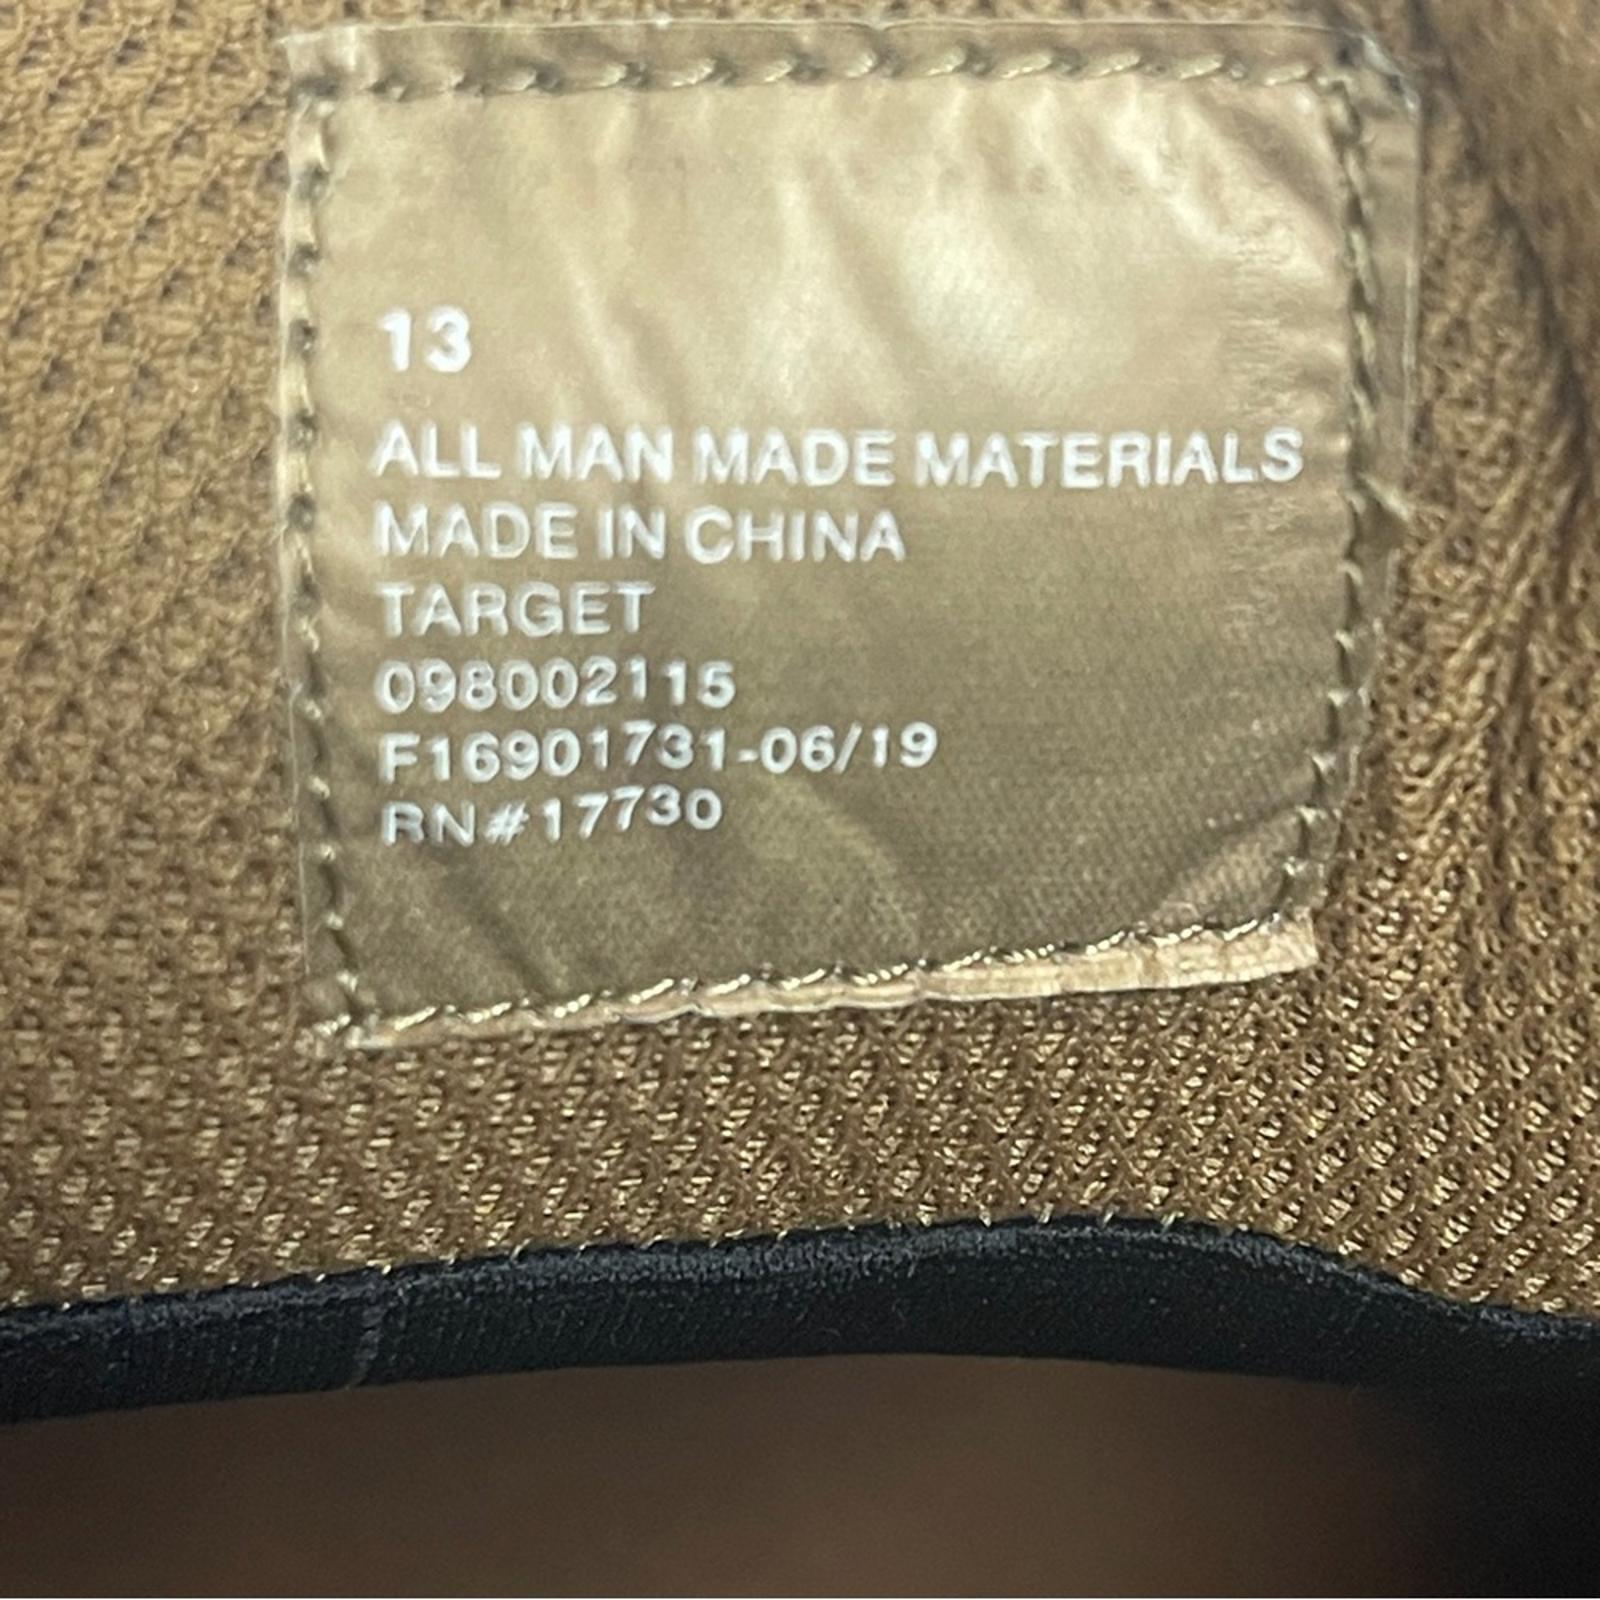 13
ALL MAN MADE MATERIALS
MADE IN CHINA
TARGET
098002115
F16901731-06/19
RN#17730